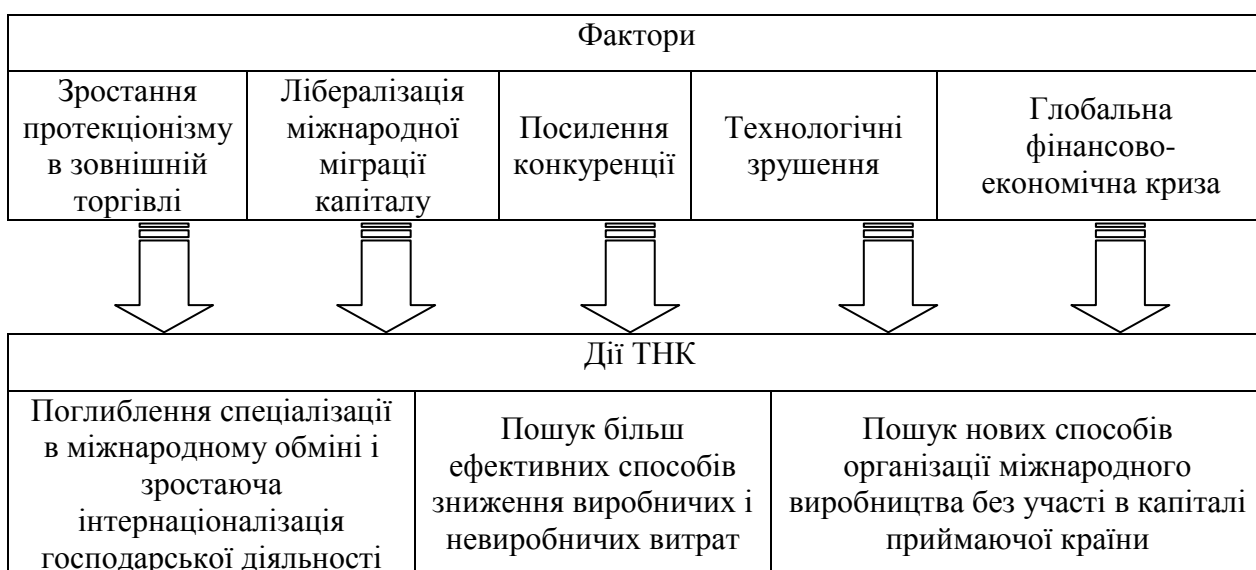 Фактори
Зростання
протекціонізму
в зовнішній
торгівлі
Лібералізація
міжнародної
міграції
капіталу
Посилення
конкуренції
Технологічні
зрушення
Глобальна
фінансово-
економічна криза
Дії ТНК
Поглиблення спеціалізації
в міжнародному обміні і
зростаюча
інтернаціоналізація
господарської діяльності
Пошук більш
ефективних способів
зниження виробничих і
невиробничих витрат
Пошук нових способів
організації міжнародного
виробництва без участі в капіталі
приймаючої країни